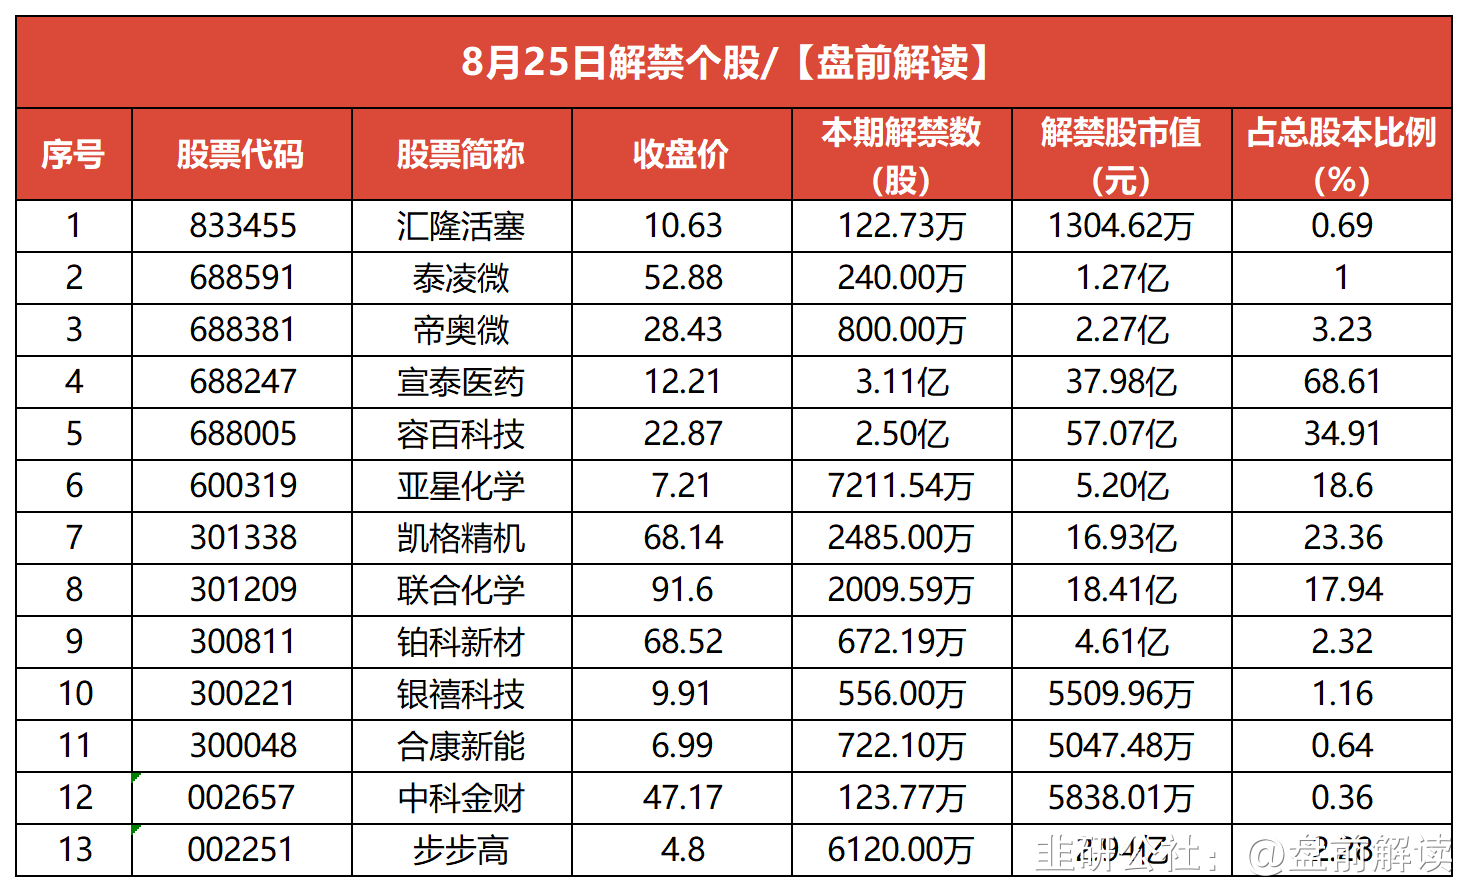 8月25日解禁个股/【盘前解读】
序号 股票代码 股票简称 收盘价 本期解禁数（股） 解禁股市值（元） 占总股本比例（%）
1 833455 汇隆活塞 10.63 122.73万 1304.62万 0.69
2 688591 泰凌微 52.88 240.00万 1.27亿 1
3 688381 帝奥微 28.43 800.00万 2.27亿 3.23
4 688247 宣泰医药 12.21 3.11亿 37.98亿 68.61
5 688005 容百科技 22.87 2.50亿 57.07亿 34.91
6 600319 亚星化学 7.21 7211.54万 5.20亿 18.6
7 301338 凯格精机 68.14 2485.00万 16.93亿 23.36
8 301209 联合化学 91.6 2009.59万 18.41亿 17.94
9 300811 铂科新材 68.52 672.19万 4.61亿 2.32
10 300221 银禧科技 9.91 556.00万 5509.96万 1.16
11 300048 合康新能 6.99 722.10万 5047.48万 0.64
12 002657 中科金财 47.17 123.77万 5838.01万 0.36
13 002251 步步高 4.8 6120.00万 2.94亿 2.28
韭研公社：@盘前解读